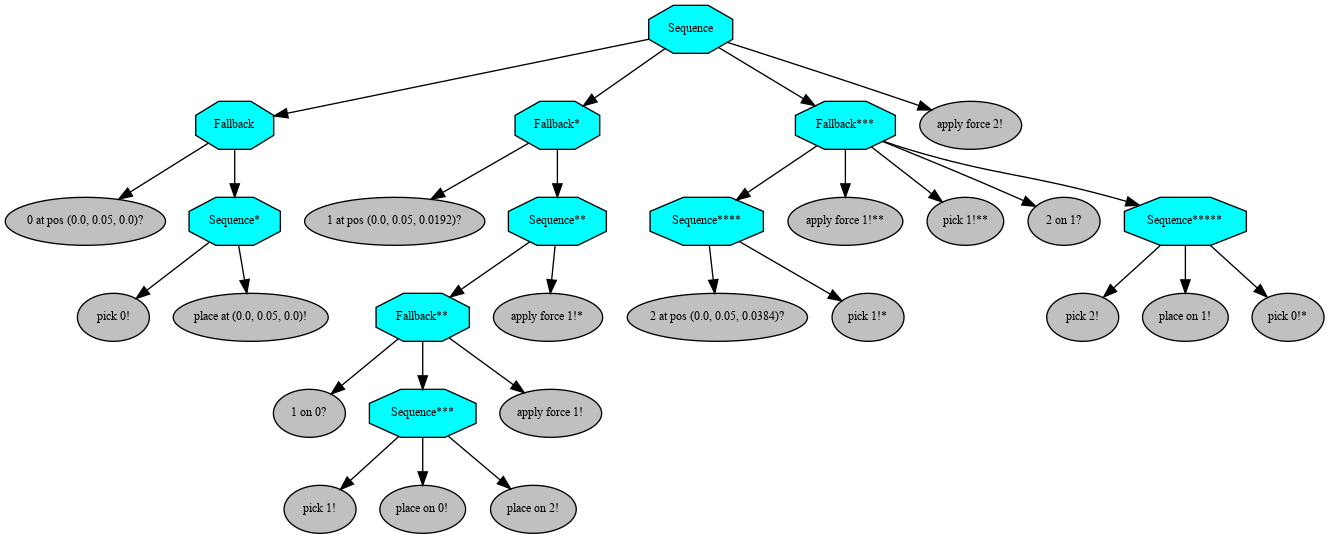 Sequence
Fallback
Fallback*
Fallback***
apply force 2!
0 at pos (0.0, 0.05, 0.0)?
Sequence*
1 at pos (0.0, 0.05, 0.0192)?
Sequence**
Sequence****
apply force 1!**
pick 1!**
2 on 1?
Sequence*****
pick 0!
place at (0.0, 0.05, 0.0)!
Fallback**
apply force 1!*
2 at pos (0.0, 0.05, 0.0384)?
pick 1!*
pick 2!
place on 1!
pick 0!*
1 on 0?
Sequence***
apply force 1!
pick 1!
place on 0!
place on 2!